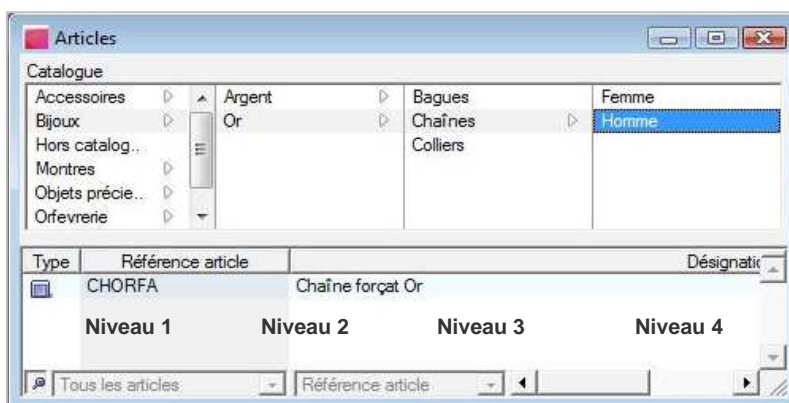 Articles
Catalogue
Accessoires Argent Bagues Femme
Bijoux Or Chaînes Homme
Hors catalog.. Colliers
Montres
Objets précie..
Orfevrerie
Type Référence article Désignatic
CHORFA Chaîne forçat Or
Niveau 1 Niveau 2 Niveau 3 Niveau 4
Tous les articles Référence article